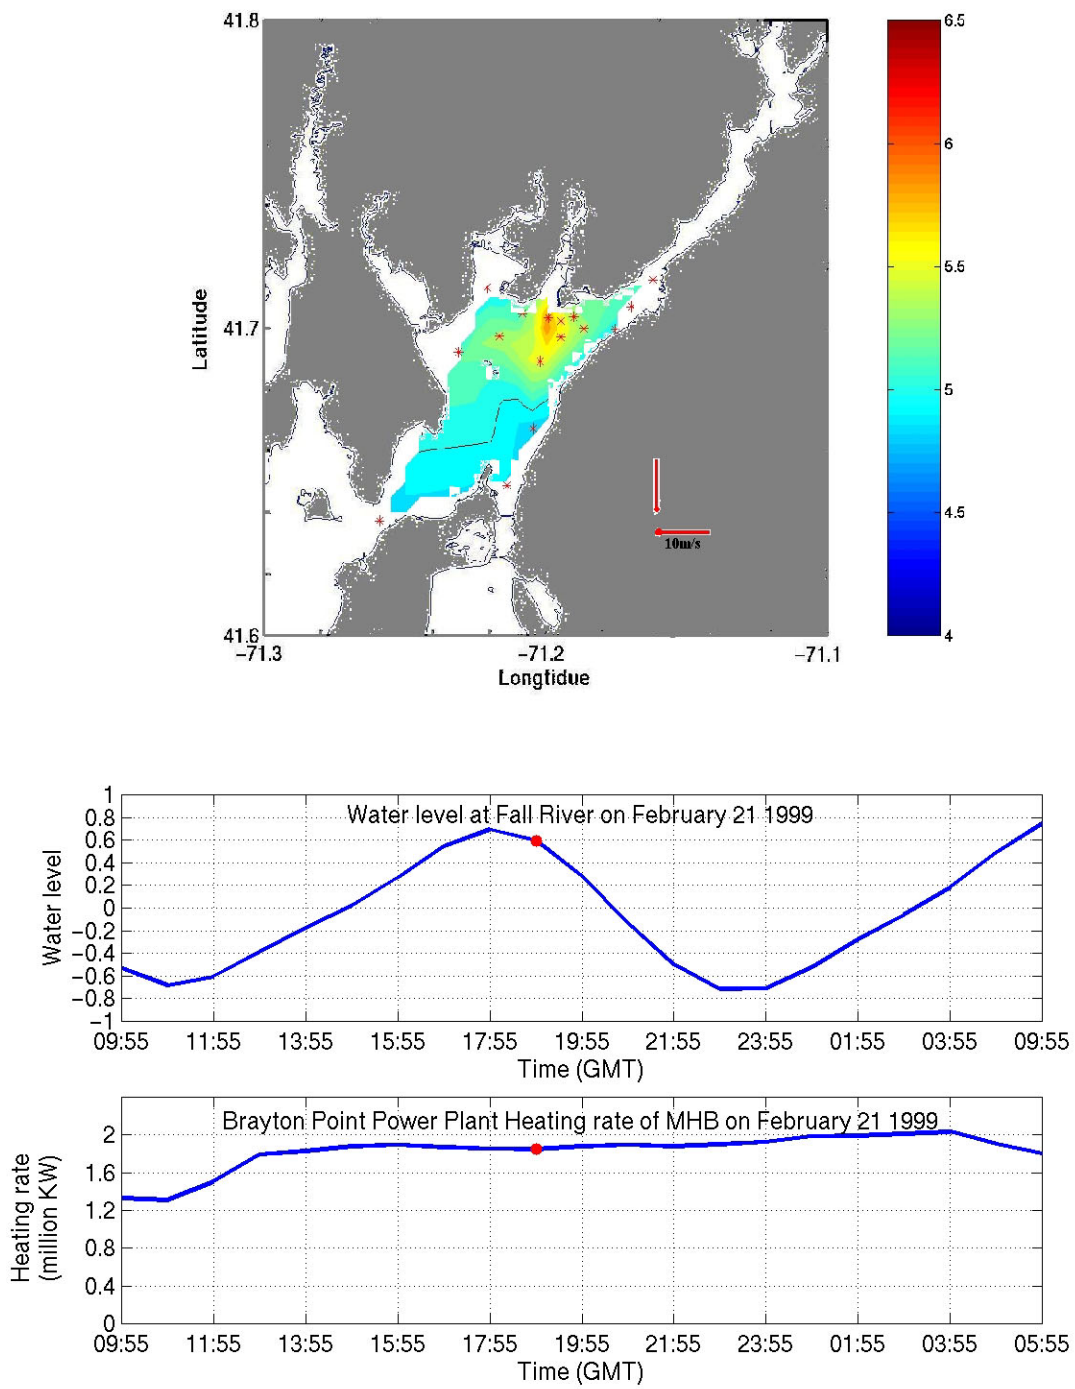 41.8
6.5
6
5.5
Latitude
41.7
5
4.5
10m/s
41.6
4
−71.3
−71.2
−71.1
Longtidue
1
Water level at Fall River on February 21 1999
0.8
0.6
0.4
0.2
0
−0.2
−0.4
−0.6
−0.8
−1
Water level
09:55 11:55 13:55 15:55 17:55 19:55 21:55 23:55 01:55 03:55 09:55
Time (GMT)
Brayton Point Power Plant Heating rate of MHB on February 21 1999
2
1.6
1.2
0.8
0.4
0
Heating rate
(million KW)
09:55 11:55 13:55 15:55 17:55 19:55 21:55 23:55 01:55 03:55 05:55
Time (GMT)